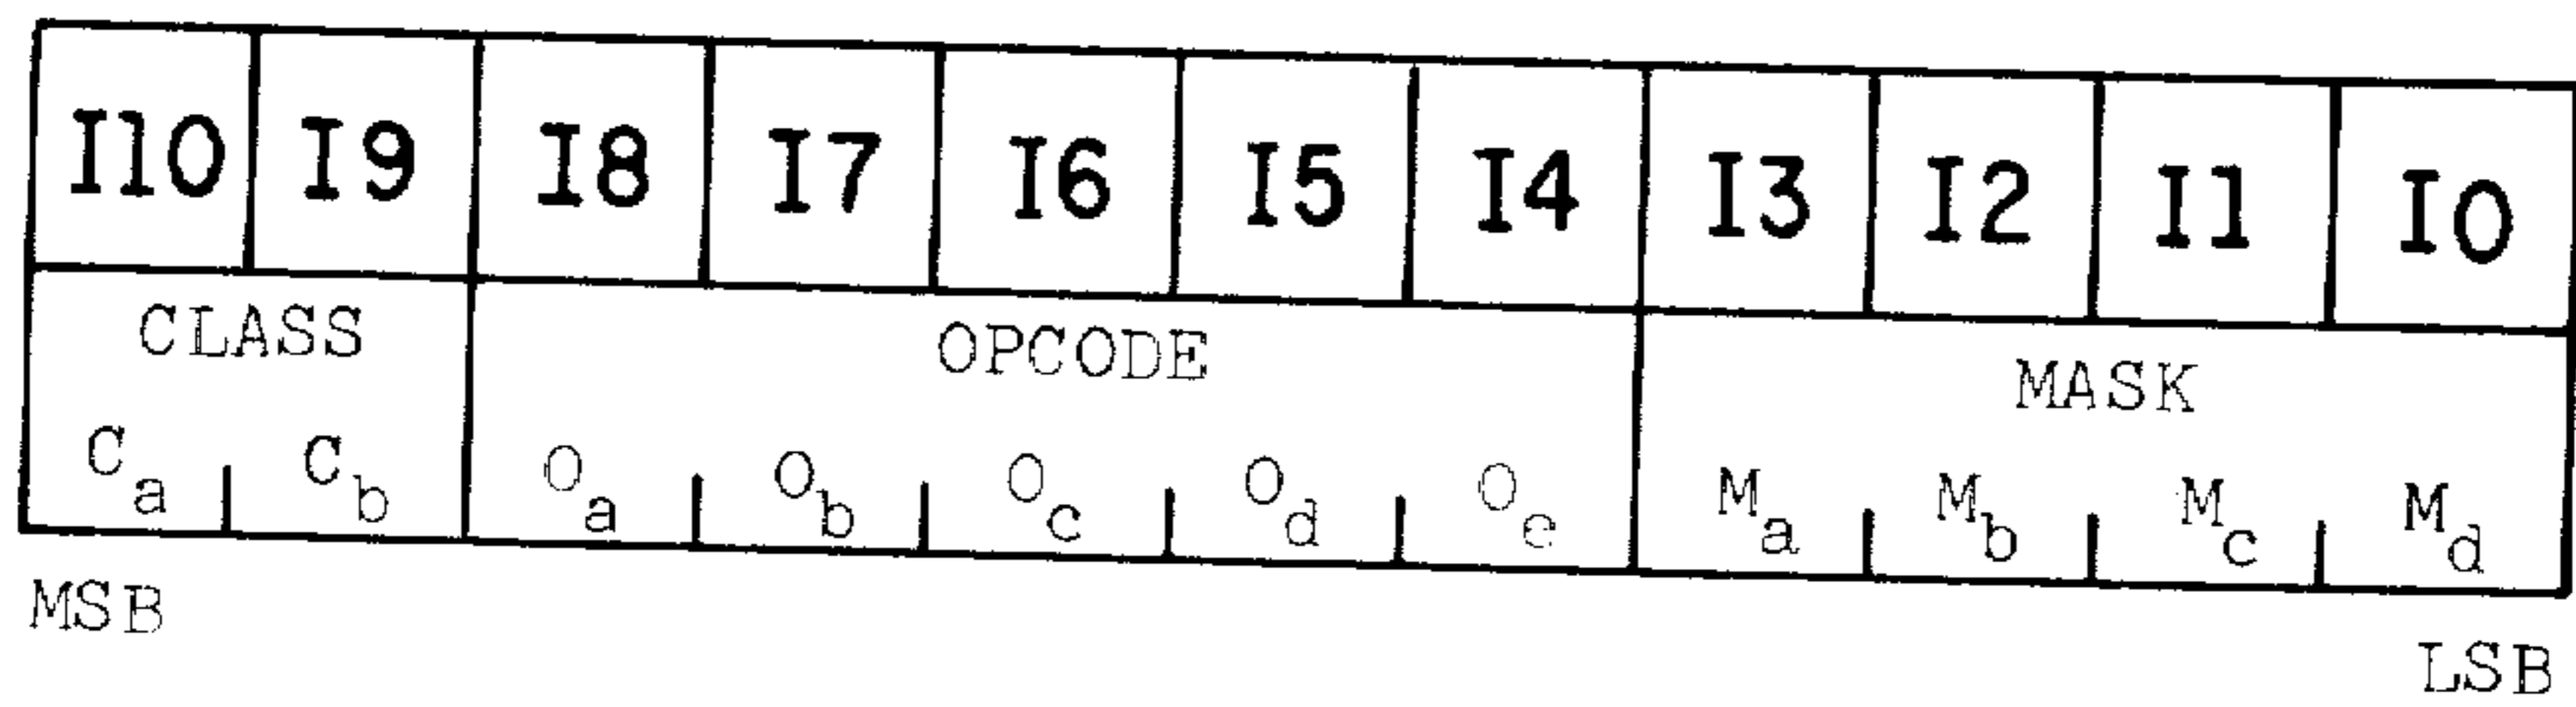 I10 I9 I8 I7 I6 I5 I4 I3 I2 I1 I0
CLASS OPCODE MASK
Ca Cb Oa Ob Oc Od Oe Ma Mb Mc Md
MSB LSB